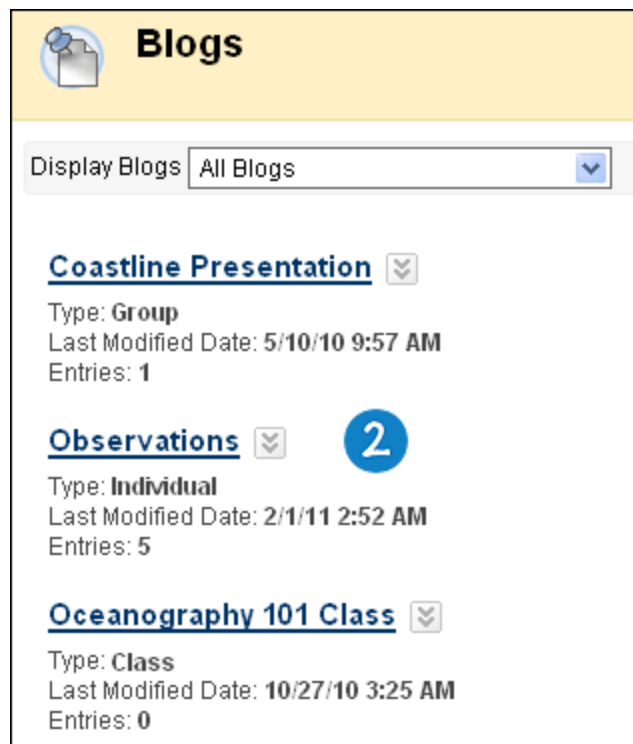 Blogs
Display Blogs All Blogs
Coastline Presentation
Type: Group
Last Modified Date: 5/10/10 9:57 AM
Entries: 1
Observations 2
Type: Individual
Last Modified Date: 2/1/11 2:52 AM
Entries: 5
Oceanography 101 Class
Type: Class
Last Modified Date: 10/27/10 3:25 AM
Entries: 0